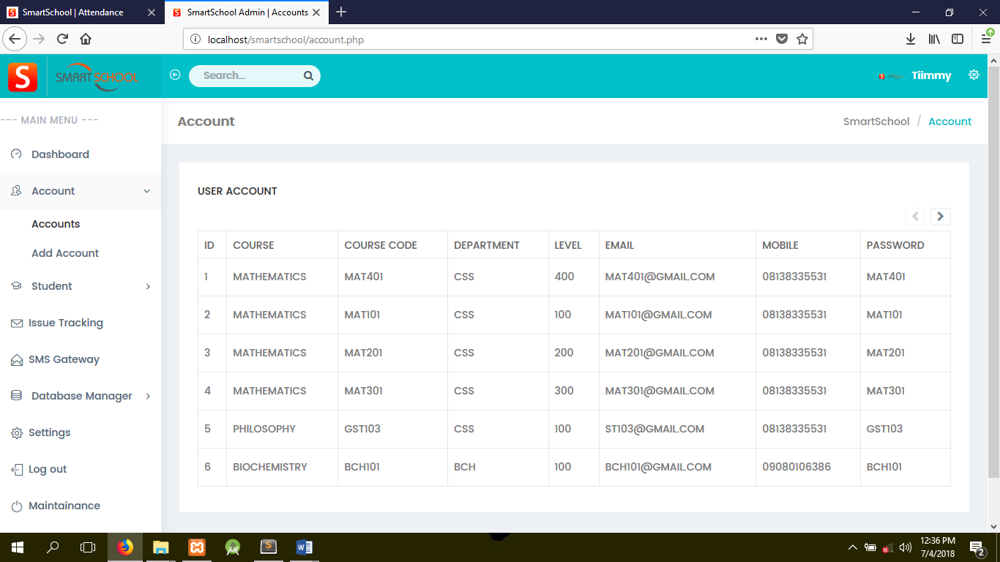 SmartSchool | Attendance
SmartSchool Admin | Accounts
localhost/smartschool/account.php
S SMART SCHOOL
Search...
Tiimmy
--- MAIN MENU ---
Dashboard
Account
Accounts
Add Account
Student
Issue Tracking
SMS Gateway
Database Manager
Settings
Log out
Maintainance
Account
SmartSchool / Account
USER ACCOUNT
ID COURSE COURSE CODE DEPARTMENT LEVEL EMAIL MOBILE PASSWORD
1 MATHEMATICS MAT401 CSS 400 MAT401@GMAIL.COM 08138335531 MAT401
2 MATHEMATICS MAT101 CSS 100 MAT101@GMAIL.COM 08138335531 MAT101
3 MATHEMATICS MAT201 CSS 200 MAT201@GMAIL.COM 08138335531 MAT201
4 MATHEMATICS MAT301 CSS 300 MAT301@GMAIL.COM 08138335531 MAT301
5 PHILOSOPHY GST103 CSS 100 ST103@GMAIL.COM 08138335531 GST103
6 BIOCHEMISTRY BCH101 BCH 100 BCH101@GMAIL.COM 09080106386 BCH101
12:36 PM
7/4/2018
2